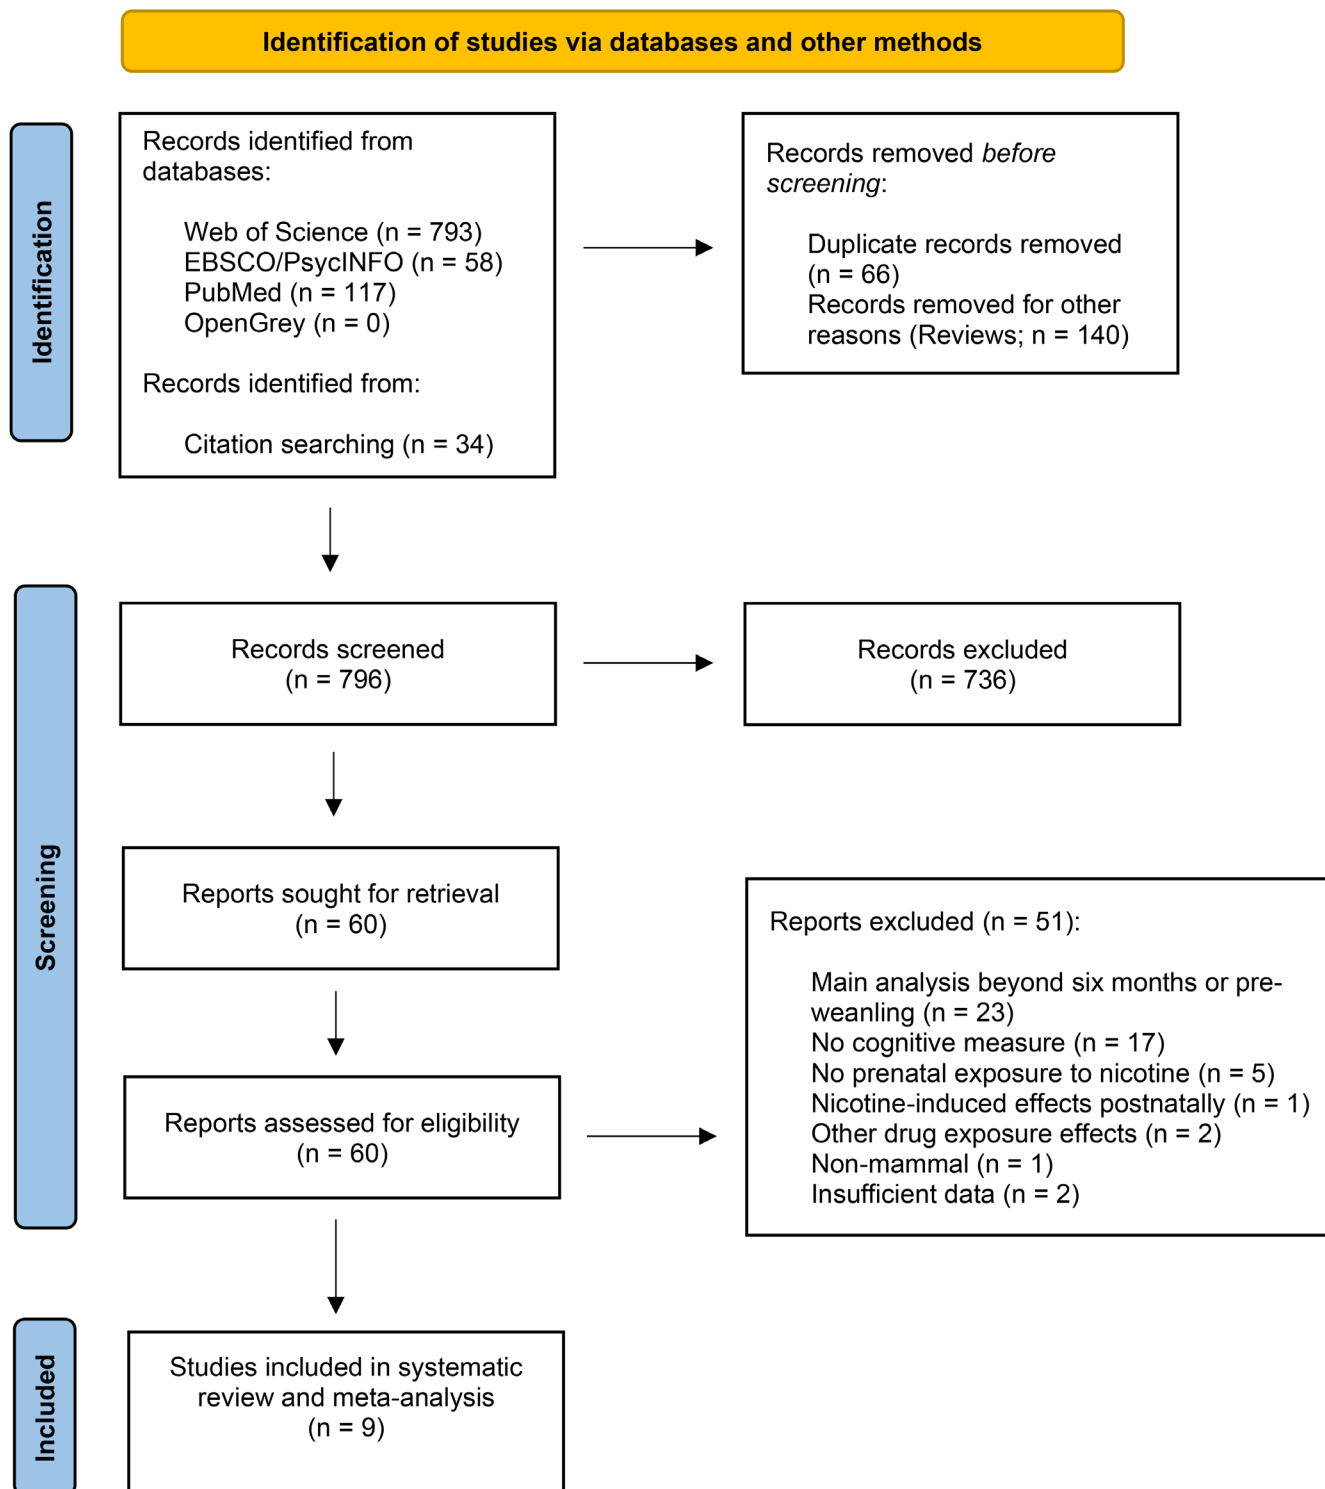 Identification of studies via databases and other methods
Identification
Records identified from
databases:
Web of Science (n = 793)
EBSCO/PsycINFO (n = 58)
PubMed (n = 117)
OpenGrey (n = 0)
Records identified from:
Citation searching (n = 34)
Records removed before
screening:
Duplicate records removed
(n = 66)
Records removed for other
reasons (Reviews; n = 140)
Screening
Records screened
(n = 796)
Records excluded
(n = 736)
Reports sought for retrieval
(n = 60)
Reports assessed for eligibility
(n = 60)
Reports excluded (n = 51):
Main analysis beyond six months or pre-
weanling (n = 23)
No cognitive measure (n = 17)
No prenatal exposure to nicotine (n = 5)
Nicotine-induced effects postnatally (n = 1)
Other drug exposure effects (n = 2)
Non-mammal (n = 1)
Insufficient data (n = 2)
Included
Studies included in systematic
review and meta-analysis
(n = 9)